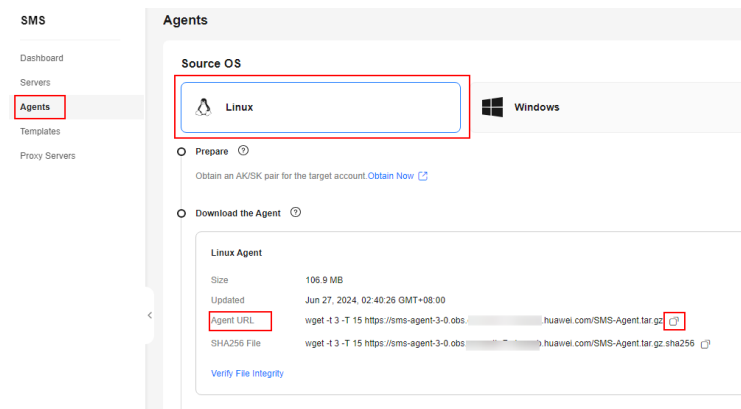 SMS
Agents
Dashboard
Servers
Agents
Templates
Proxy Servers
Source OS
Linux
Windows
Prepare
Obtain an AK/SK pair for the target account.Obtain Now
Download the Agent
Linux Agent
Size 106.9 MB
Updated Jun 27, 2024, 02:40:26 GMT+08:00
Agent URL wget -t 3 -T 15 https://sms-agent-3-0.obs. huawei.com/SMS-Agent.tar.gz
SHA256 File wget -t 3 -T 15 https://sms-agent-3-0.obs .huawei.com/SMS-Agent.tar.gz.sha256
Verify File Integrity